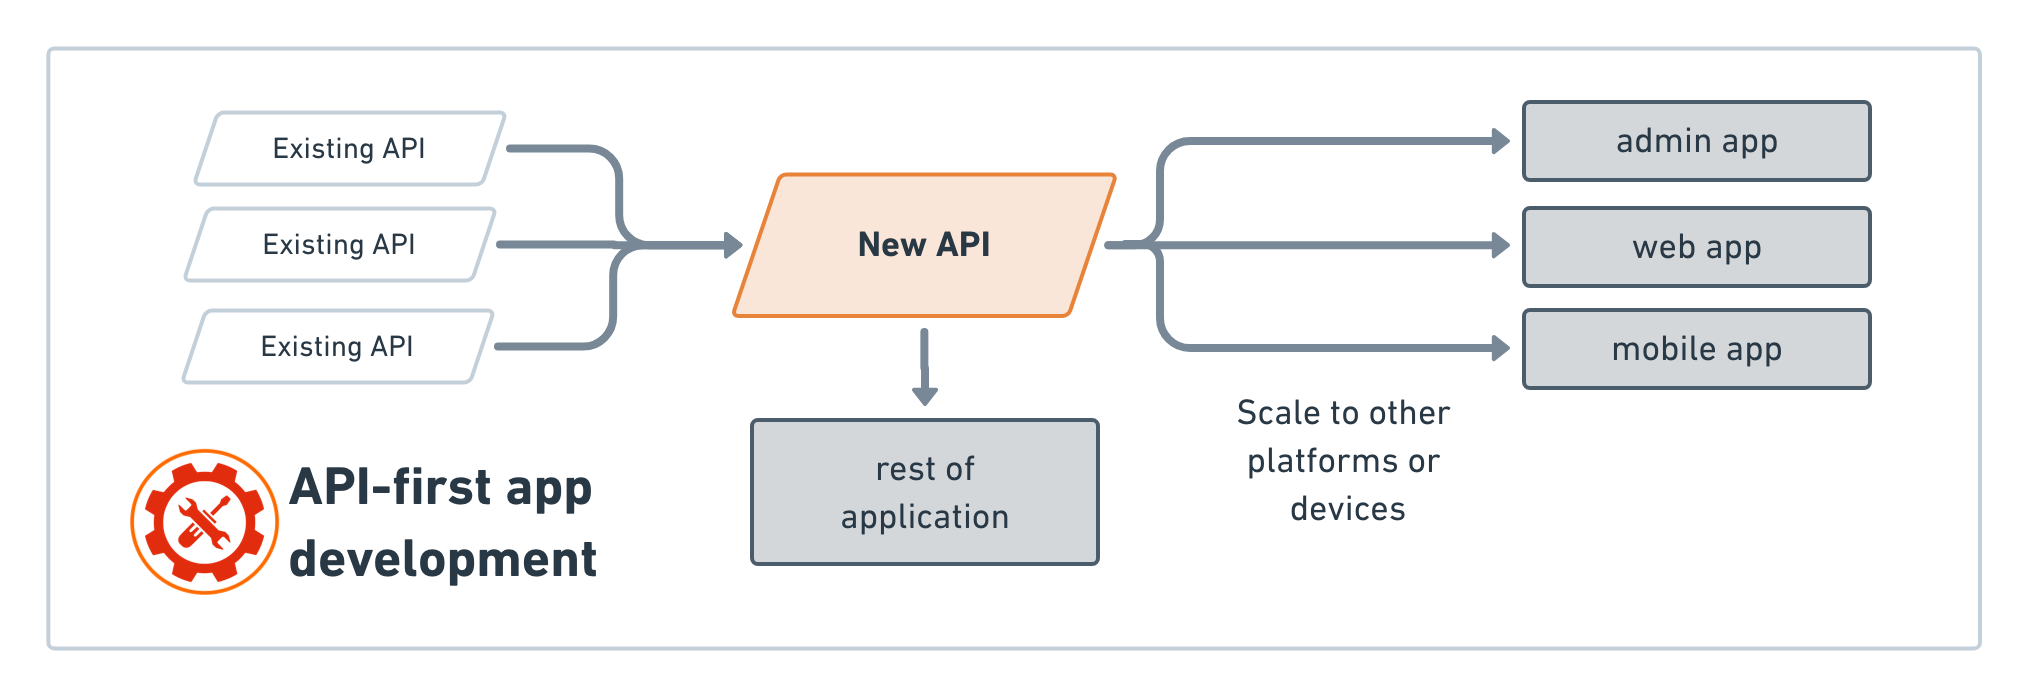 Existing API
Existing API
Existing API
New API
admin app
web app
mobile app
rest of
application
Scale to other
platforms or
devices
API-first app
development